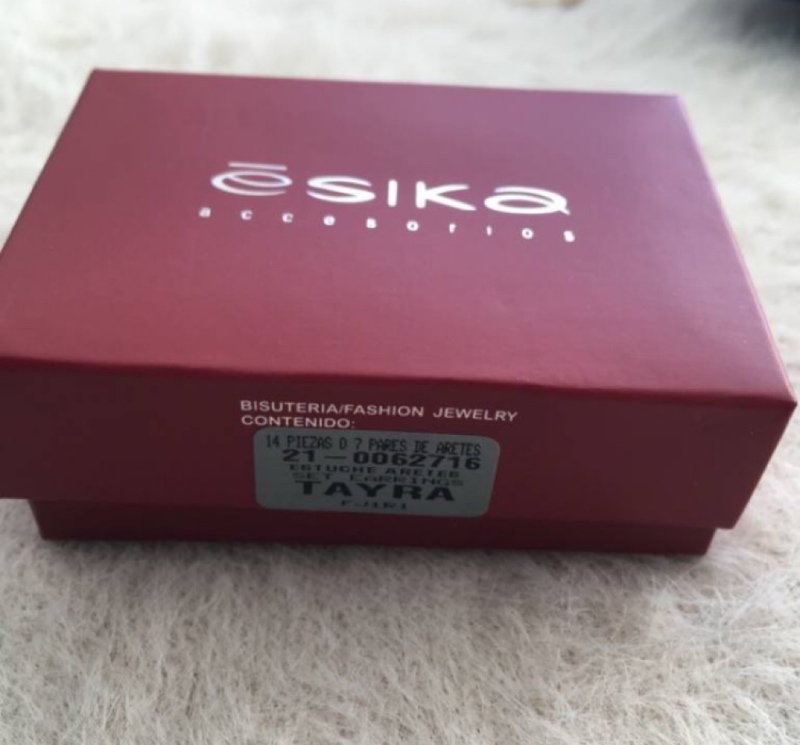 ēsika
accesorios
BISUTERIA/FASHION JEWELRY
CONTENIDO:
14 PIEZAS O 7 PARES DE ARETES
21-0062716
ESTUCHE ARETES
SET EARRINGS
TAYRA